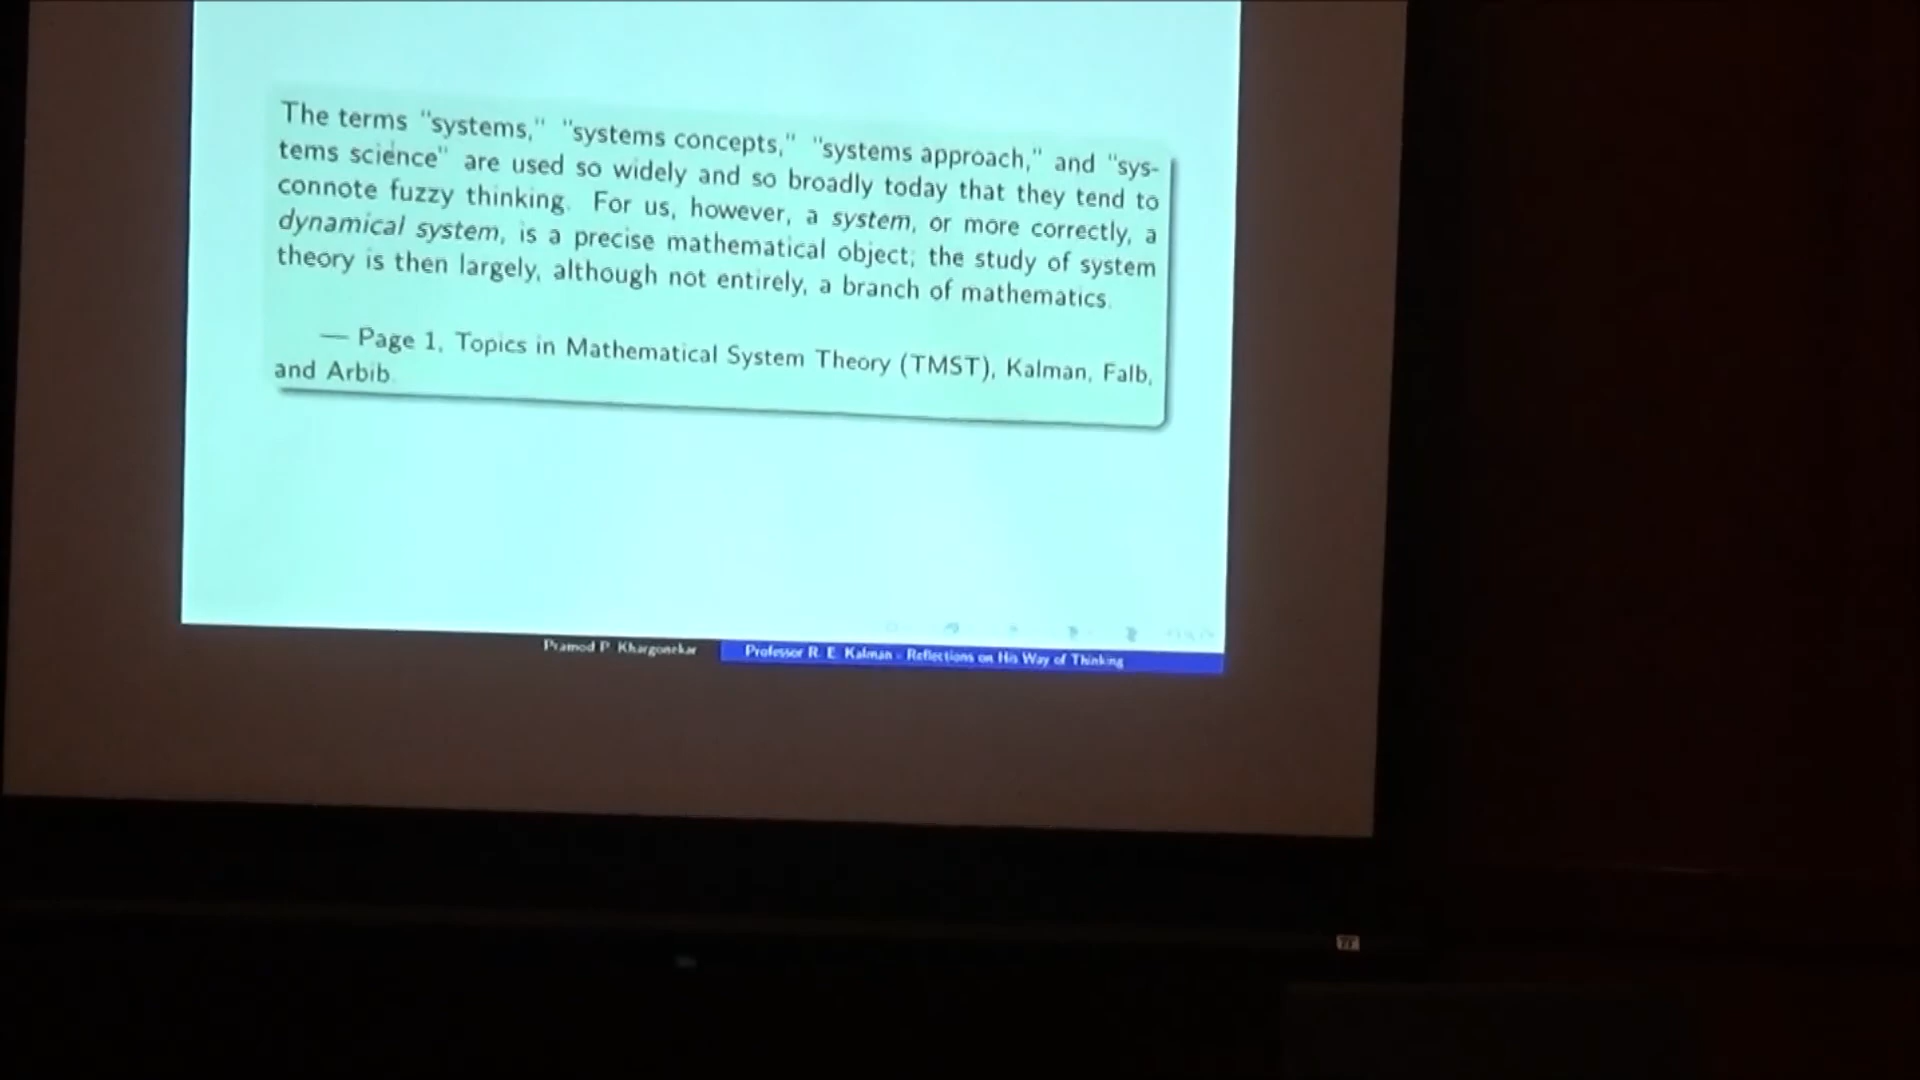 The terms "systems," "systems concepts," "systems approach," and "sys-
tems science" are used so widely and so broadly today that they tend to
connote fuzzy thinking. For us, however, a system, or more correctly, a
dynamical system, is a precise mathematical object; the study of system
theory is then largely, although not entirely, a branch of mathematics.
— Page 1, Topics in Mathematical System Theory (TMST), Kalman, Falb,
and Arbib.
Pramod P. Khargonekar
Professor R. E. Kalman - Reflections on His Way of Thinking